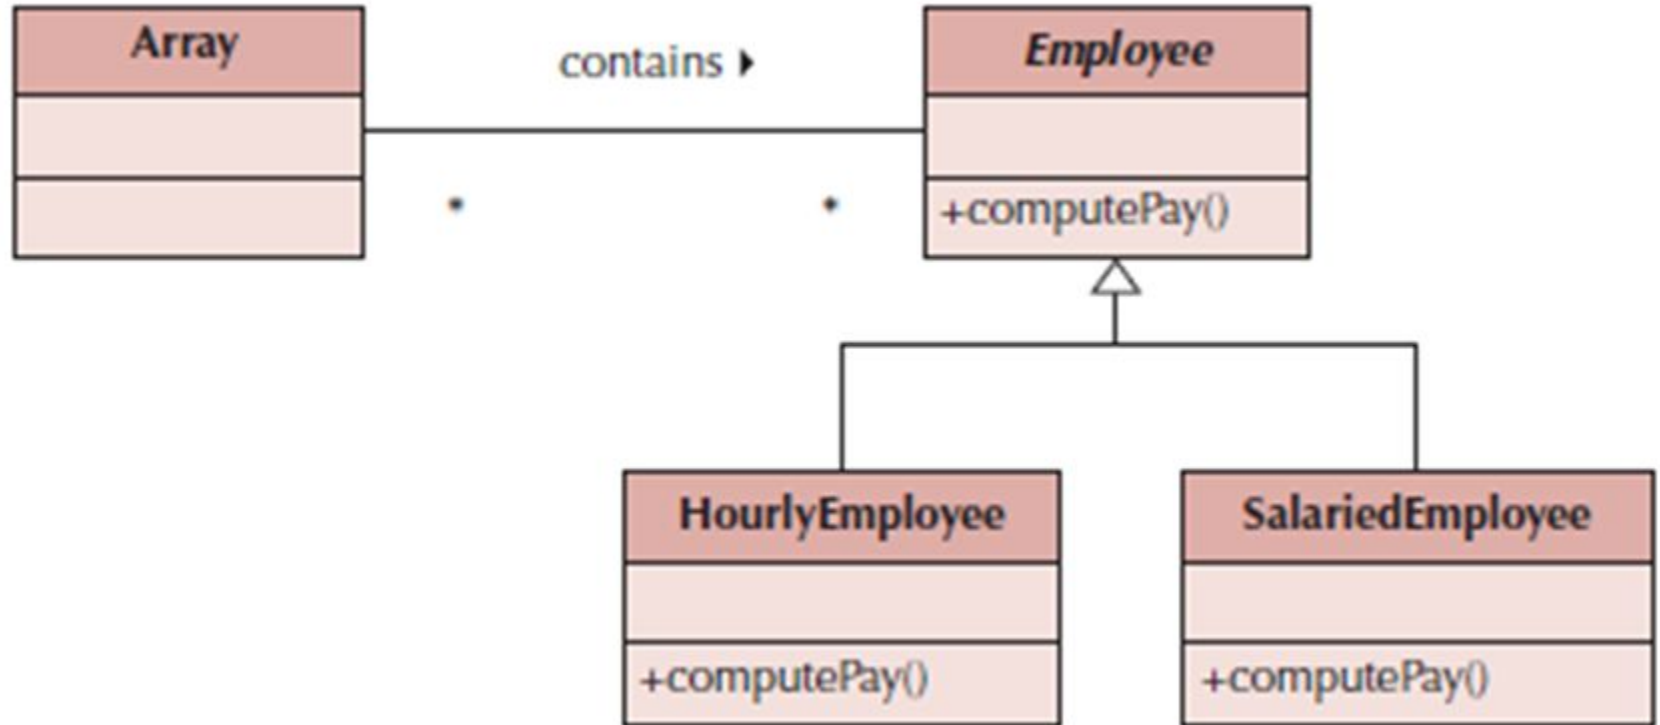 Array
contains ▶
Employee
* *
+computePay()
HourlyEmployee
SalariedEmployee
+computePay()
+computePay()